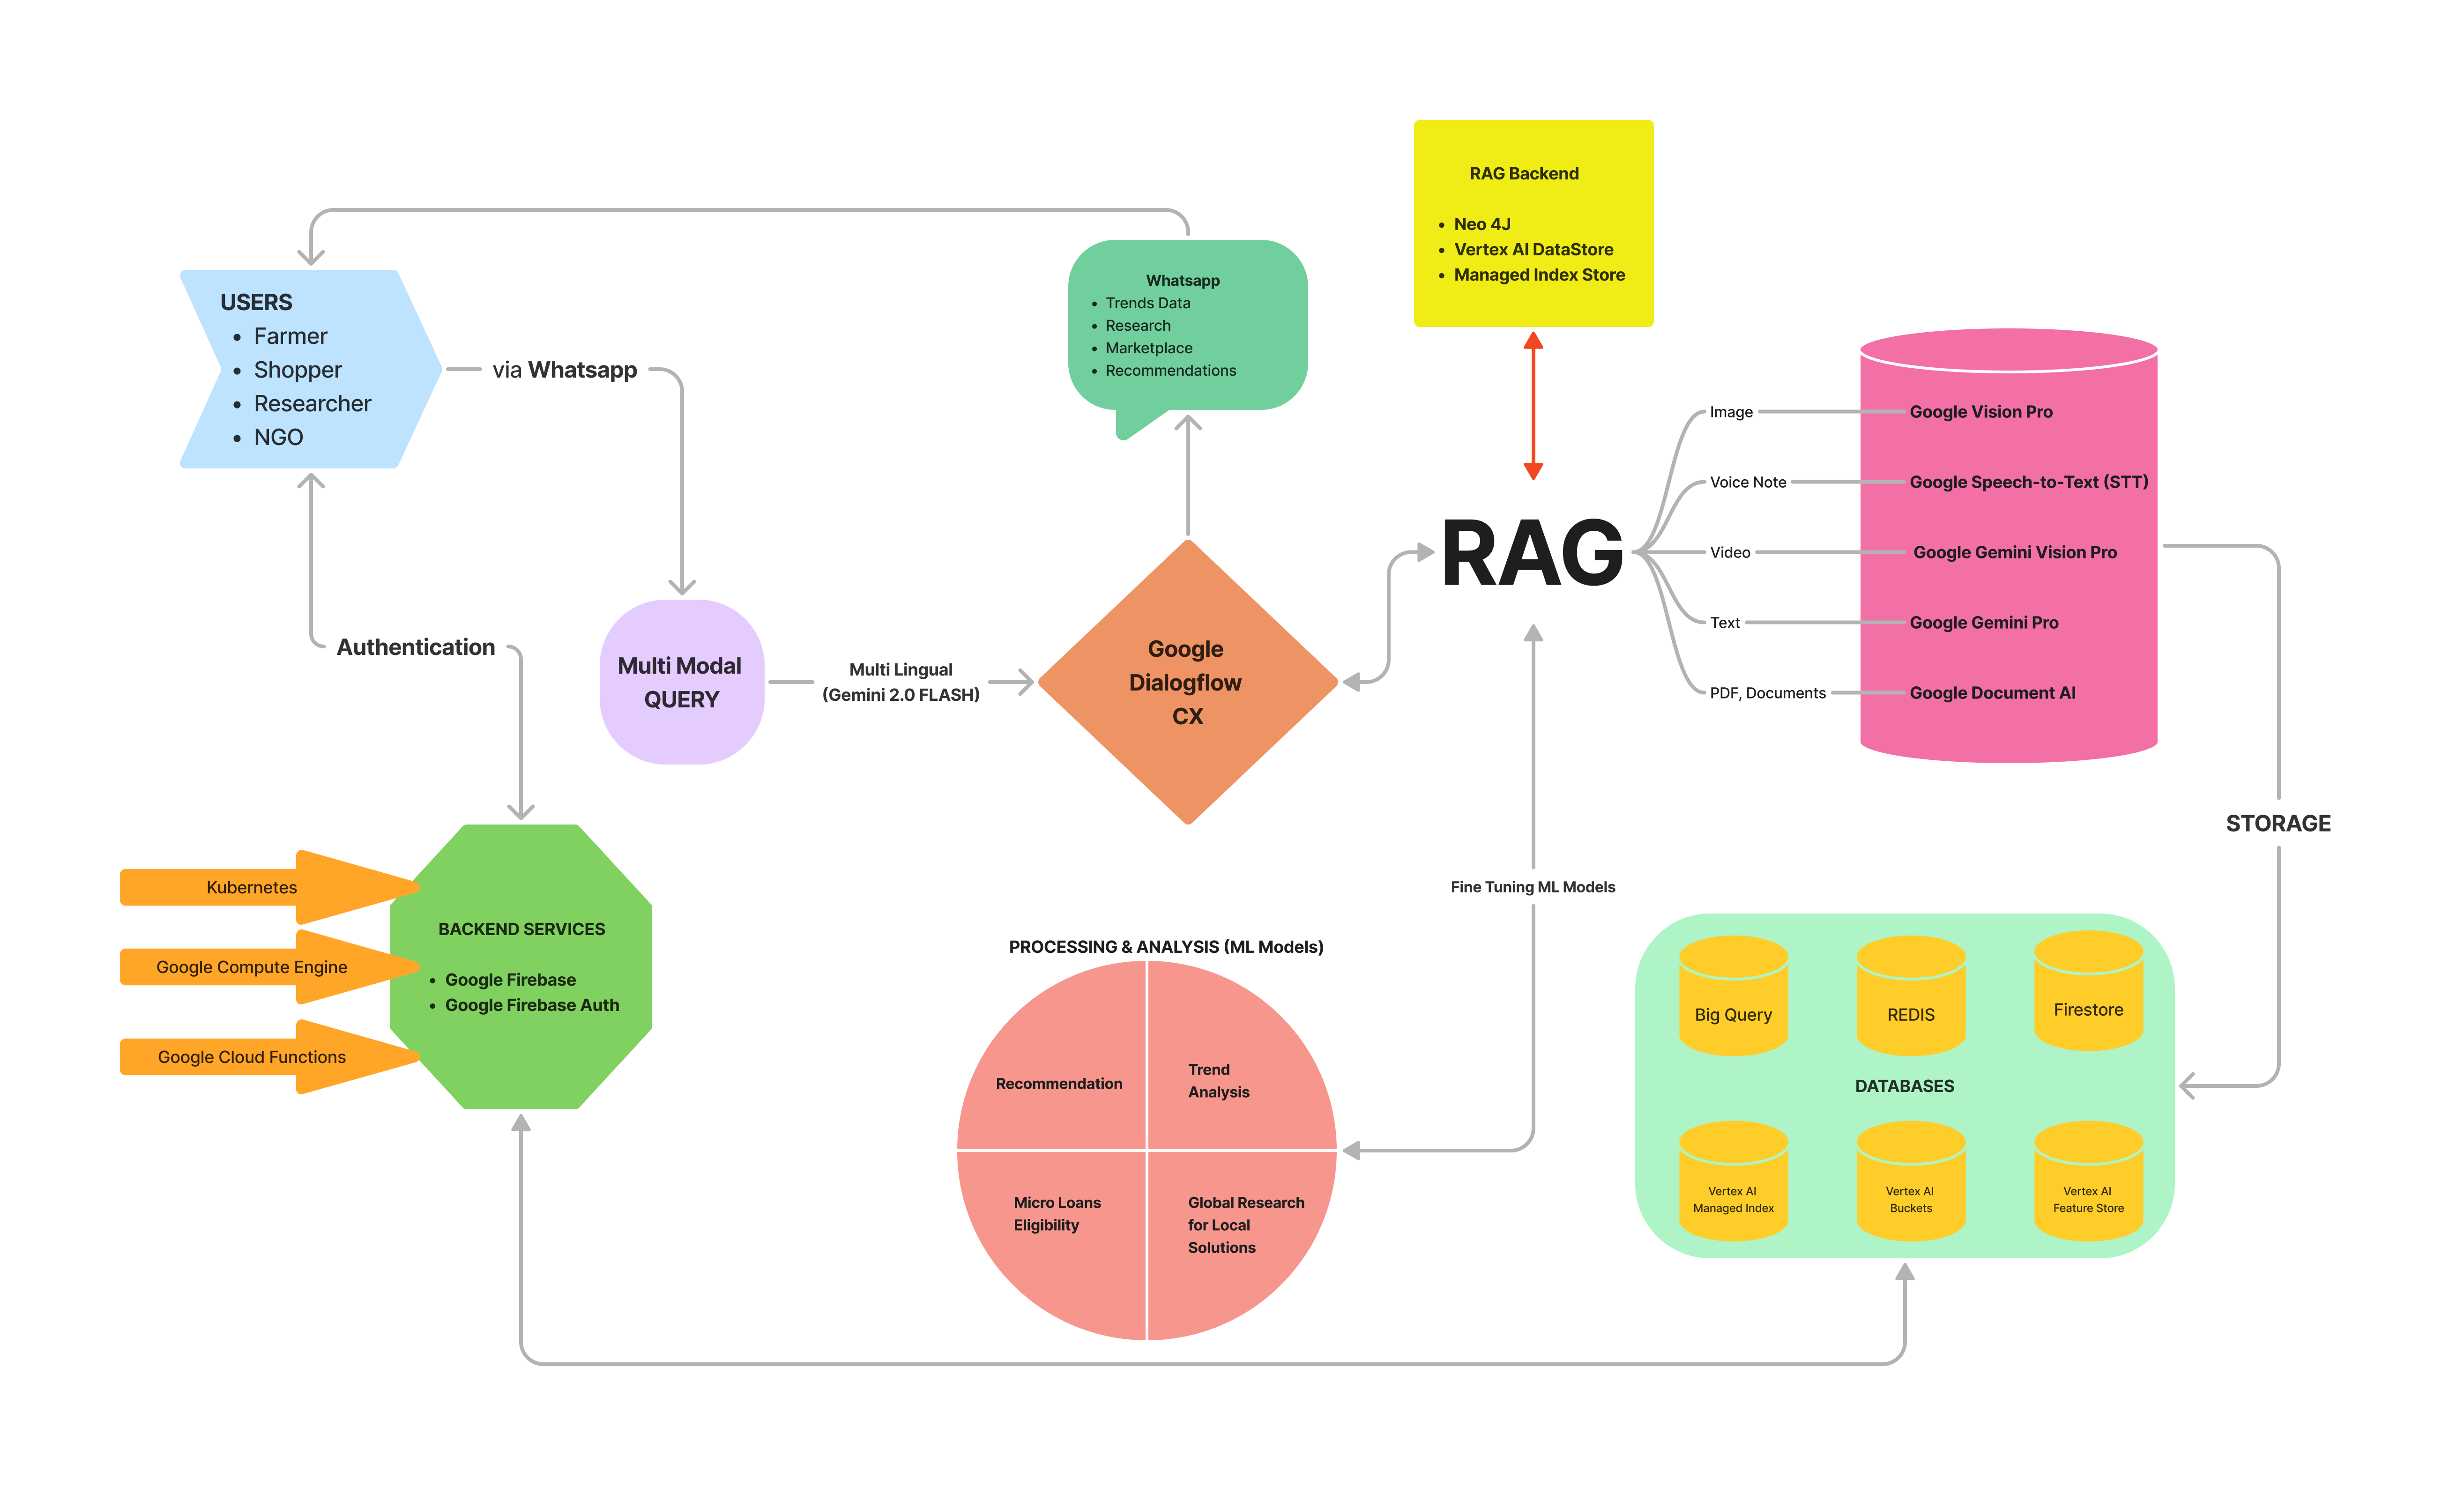 RAG Backend
Neo 4J
Vertex AI DataStore
Managed Index Store
Whatsapp
Trends Data
Research
Marketplace
Recommendations
USERS
Farmer
Shopper
Researcher
NGO
via Whatsapp
Image
Google Vision Pro
Voice Note
Google Speech-to-Text (STT)
RAG
Video
Google Gemini Vision Pro
Text
Google Gemini Pro
PDF, Documents
Google Document AI
Authentication
Multi Modal
QUERY
Multi Lingual
(Gemini 2.0 FLASH)
Google
Dialogflow
CX
STORAGE
Kubernetes
Google Compute Engine
Google Cloud Functions
BACKEND SERVICES
Google Firebase
Google Firebase Auth
Fine Tuning ML Models
PROCESSING & ANALYSIS (ML Models)
Recommendation
Trend
Analysis
Micro Loans
Eligibility
Global Research
for Local
Solutions
Big Query
REDIS
Firestore
DATABASES
Vertex AI
Managed Index
Vertex AI
Buckets
Vertex AI
Feature Store